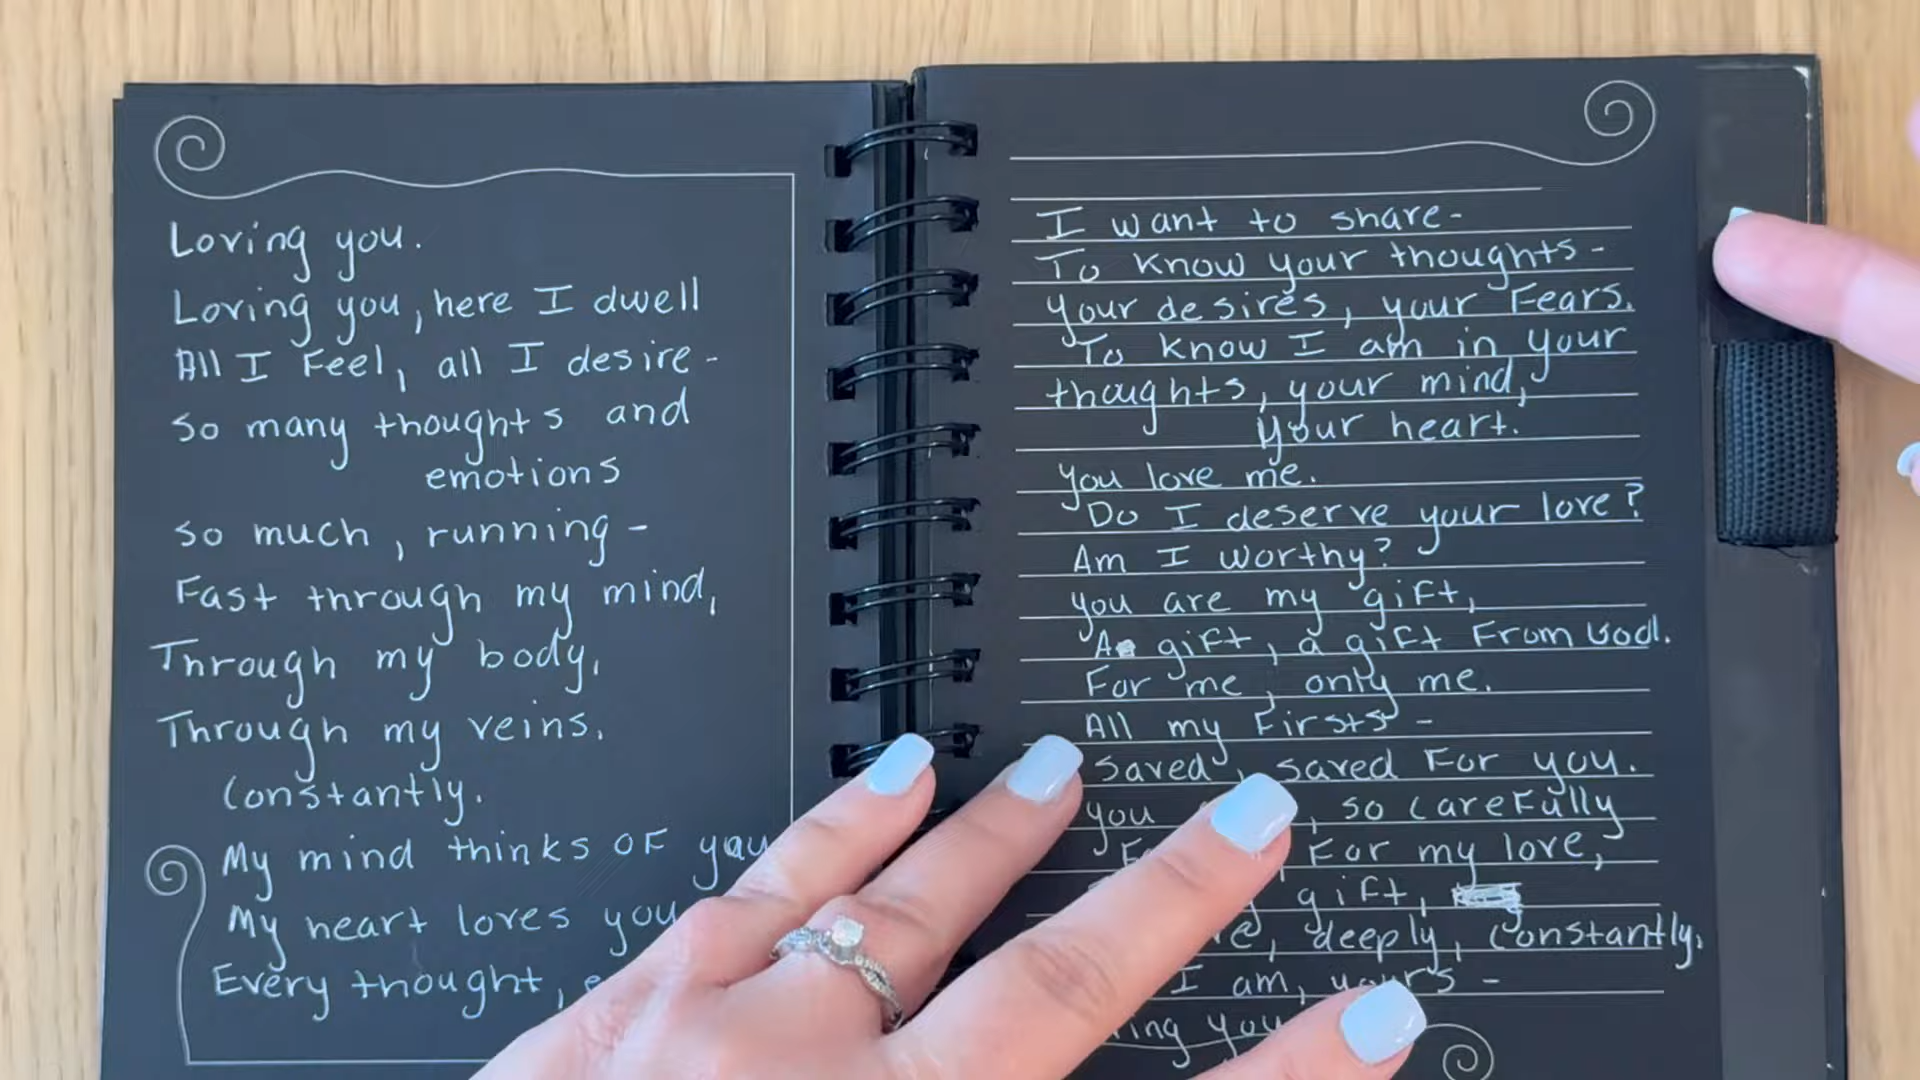 Loving you.
Loving you, here I dwell
All I Feel, all I desire -
So many thoughts and
emotions
so much, running -
Fast through my mind,
Through my body,
Through my veins.
Constantly.
My mind thinks OF you
My heart loves you
Every thought,
I want to share-
To know your thoughts -
your desires, your Fears.
To know I am in your
thoughts, your mind,
Your heart.
you love me.
Do I deserve your love?
Am I worthy?
you are my gift,
A gift, a gift From God.
For me, only me.
All my Firsts -
saved, saved For you.
you , so carefully
For my love,
gift,
deeply, constantly.
I am, yours -
you